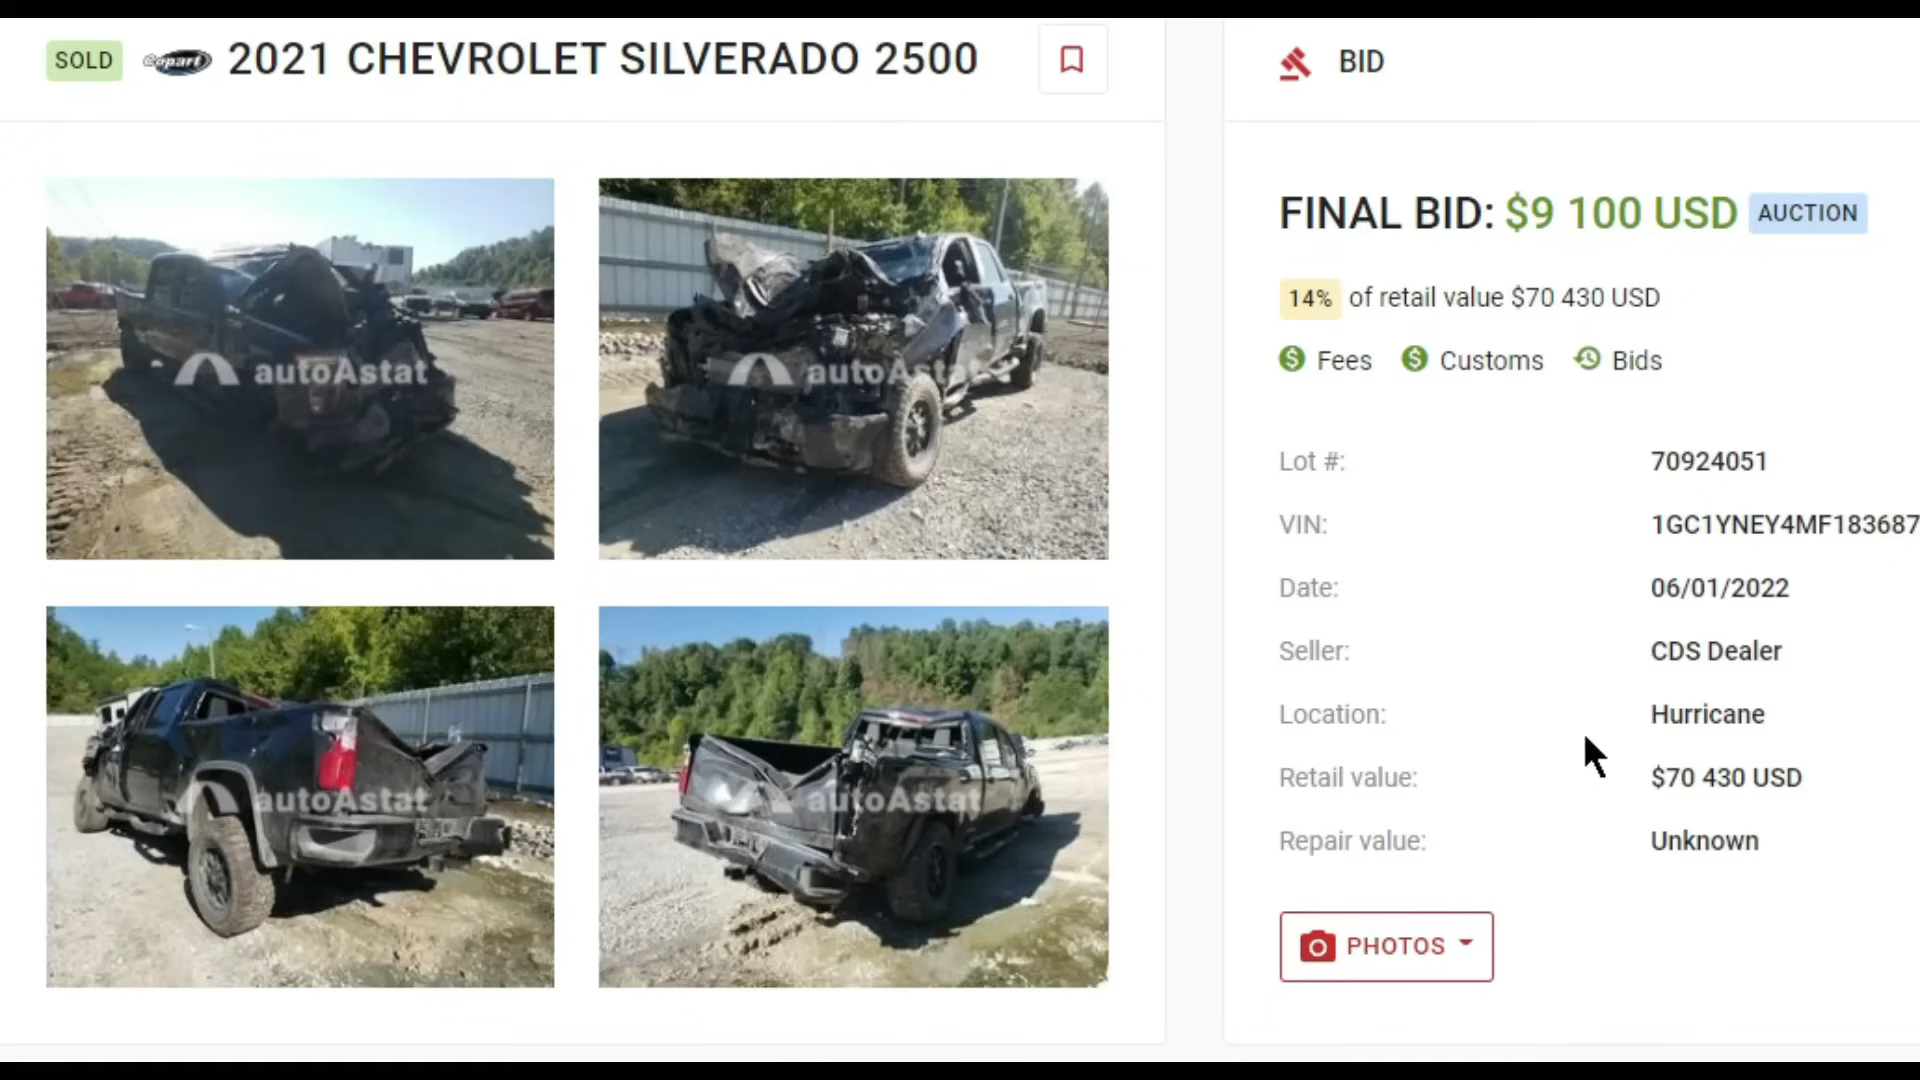 SOLD Copart 2021 CHEVROLET SILVERADO 2500
autoAstat
autoAstat
autoAstat
autoAstat
BID
FINAL BID: $9 100 USD AUCTION
14% of retail value $70 430 USD
Fees Customs Bids
Lot #: 70924051
VIN: 1GC1YNEY4MF183687
Date: 06/01/2022
Seller: CDS Dealer
Location: Hurricane
Retail value: $70 430 USD
Repair value: Unknown
PHOTOS